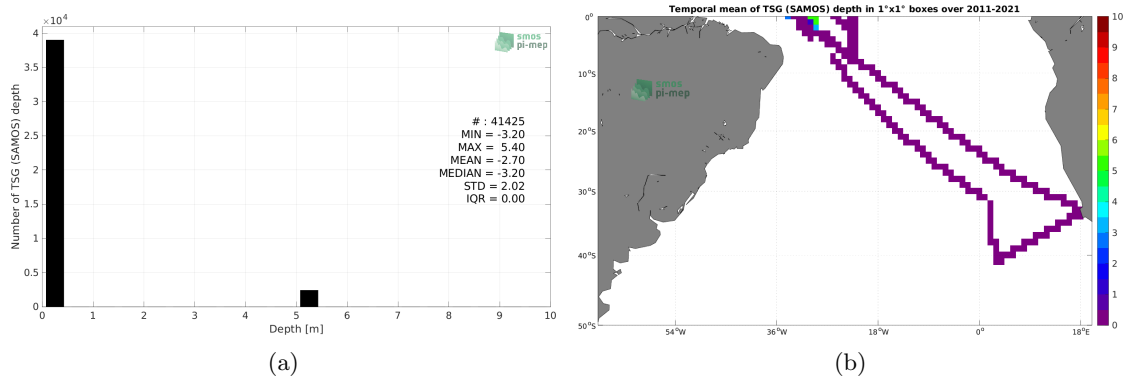 ×10⁴
4
3.5
3
2.5
2
1.5
1
0.5
0
0 1 2 3 4 5 6 7 8 9 10
Number of TSG (SAMOS) depth
Depth [m]
smos
pi-mep
# : 41425
MIN = -3.20
MAX = 5.40
MEAN = -2.70
MEDIAN = -3.20
STD = 2.02
IQR = 0.00
(a)
Temporal mean of TSG (SAMOS) depth in 1°x1° boxes over 2011-2021
0°
10°S
20°S
30°S
40°S
50°S
54°W 36°W 18°W 0° 18°E
smos
pi-mep
10
9
8
7
6
5
4
3
2
1
0
(b)